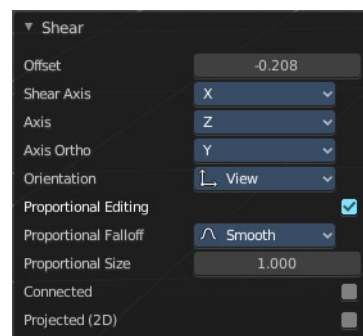 Shear
Offset -0.208
Shear Axis X
Axis Z
Axis Ortho Y
Orientation View
Proportional Editing
Proportional Falloff Smooth
Proportional Size 1.000
Connected
Projected (2D)